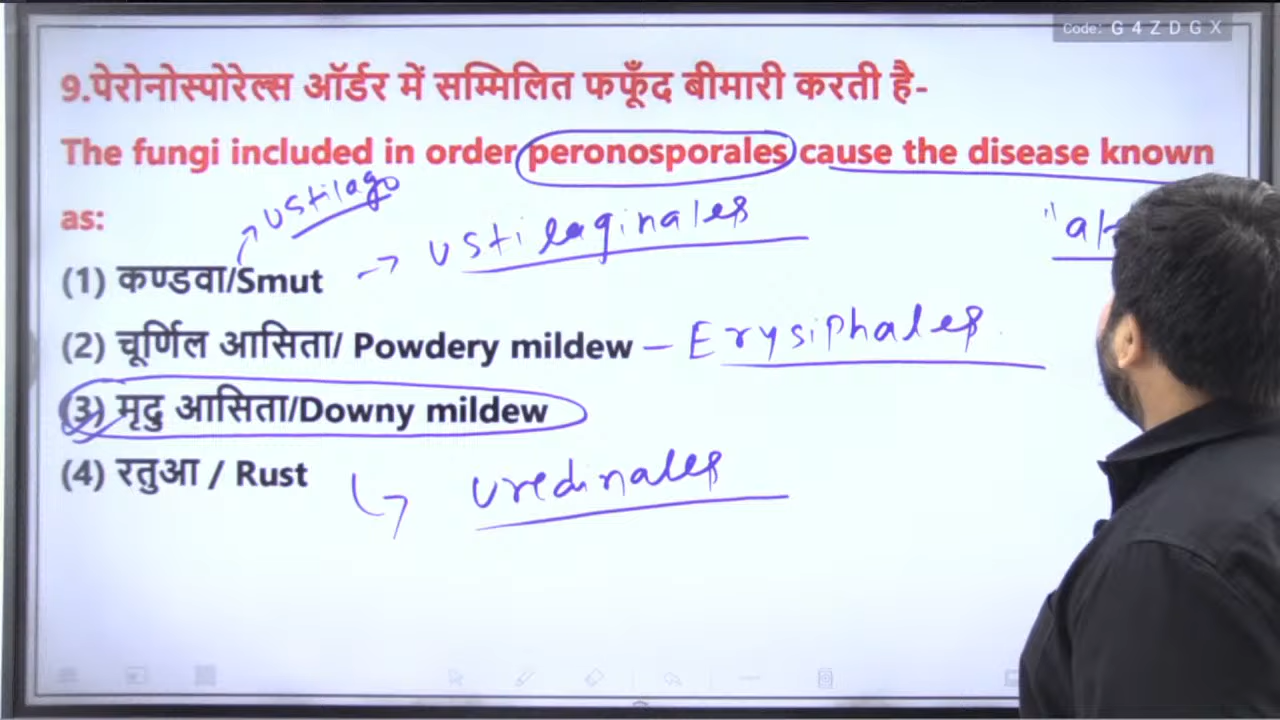 Code: G4ZDGX
9.पेरोनोस्पोरेल्स ऑर्डर में सम्मिलित फफूँद बीमारी करती है-
The fungi included in order peronosporales cause the disease known
as:
ustilago
(1) कण्डवा/Smut → ustilaginales
(2) चूर्णिल आसिता/ Powdery mildew – Erysiphales
(3) मृदु आसिता/Downy mildew
(4) रतुआ / Rust
uredinales